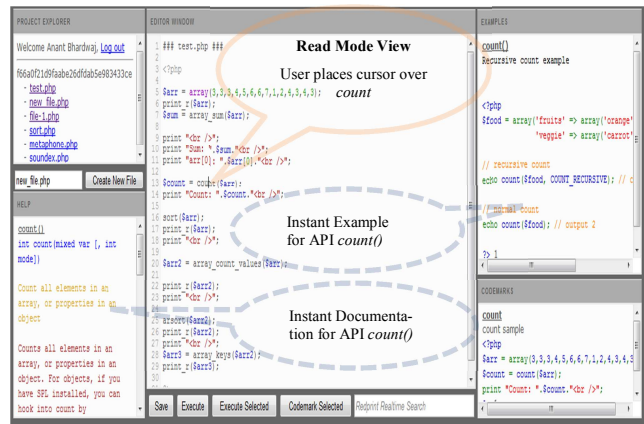 PROJECT EXPLORER
Welcome Anant Bhardwaj, Log out
f66a0f21d9faabe26dfdab5e983433ce
- test.php
- new_file.php
- file-1.php
- sort.php
- metaphone.php
- soundex.php
new_file.php
Create New File
HELP
count()
int count(mixed var [, int
mode])
Count all elements in an
array, or properties in an
object
Counts all elements in an
array, or properties in an
object. For objects, if you
have SPL installed, you can
hook into count by
EDITOR WINDOW
1 ### test.php ###
2
3 <?php
4
5 $arr = array(3,3,3,4,5,6,6,7,1,2,4,3,4,3);
6 print_r($arr);
7 $sum = array_sum($arr);
8
9 print "<br />";
10 print "Sum: ".$sum."<br />";
11 print "arr[0]: ".$arr[0]."<br />";
12
13 $count = count($arr);
14 print "Count: ".$count."<br />";
15
16 sort($arr);
17 print_r($arr);
18 print "<br />";
19
20 $arr2 = array_count_values($arr);
21
22 print_r($arr2);
23 print "<br />";
24
25 arsort($arr2);
26 print_r($arr2);
27 print "<br />";
28 $arr3 = array_keys($arr2);
29 print_r($arr3);
30
Read Mode View
User places cursor over
count
Instant Example
for API count()
Instant Documenta-
tion for API count()
Save
Execute
Execute Selected
Codemark Selected
Redprint Realtime Search
EXAMPLES
count()
Recursive count example
<?php
$food = array('fruits' => array('orange'
'veggie' => array('carrot'
// recursive count
echo count($food, COUNT_RECURSIVE); // o
// normal count
echo count($food); // output 2
?> 1
CODEMARKS
count
count sample
<?php
$arr = array(3,3,3,4,5,6,6,7,1,2,4,3,4,3
$count = count($arr);
print "Count: ".$count."<br />";